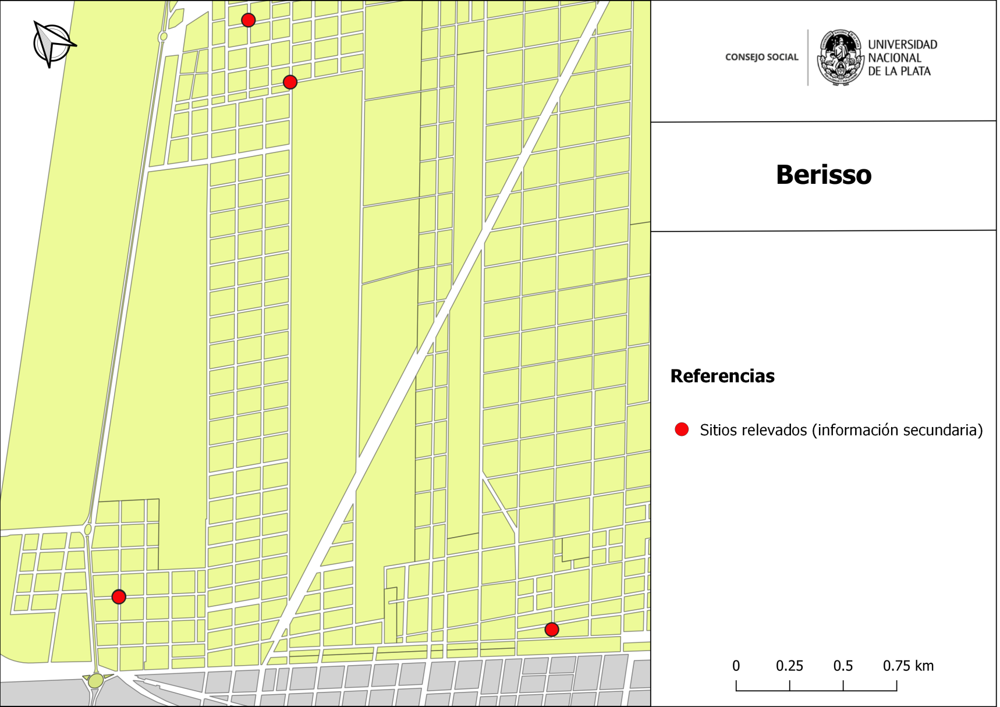 CONSEJO SOCIAL
UNIVERSIDAD
NACIONAL
DE LA PLATA
Berisso
Referencias
Sitios relevados (información secundaria)
0 0.25 0.5 0.75 km